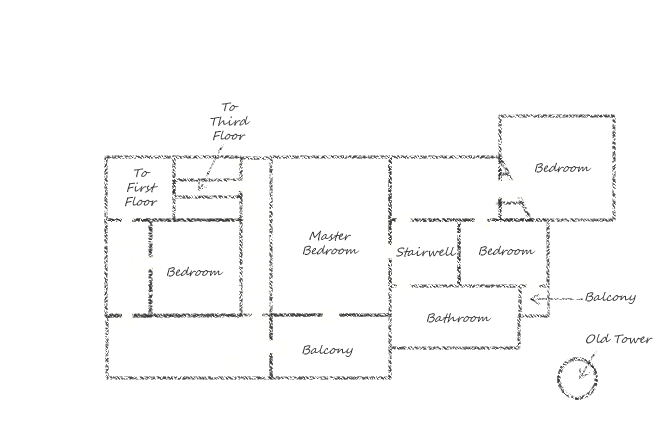 To
Third
Floor
To
First
Floor
Bedroom
Master
Bedroom
Stairwell
Bedroom
Bedroom
Balcony
Bathroom
Old Tower
Balcony